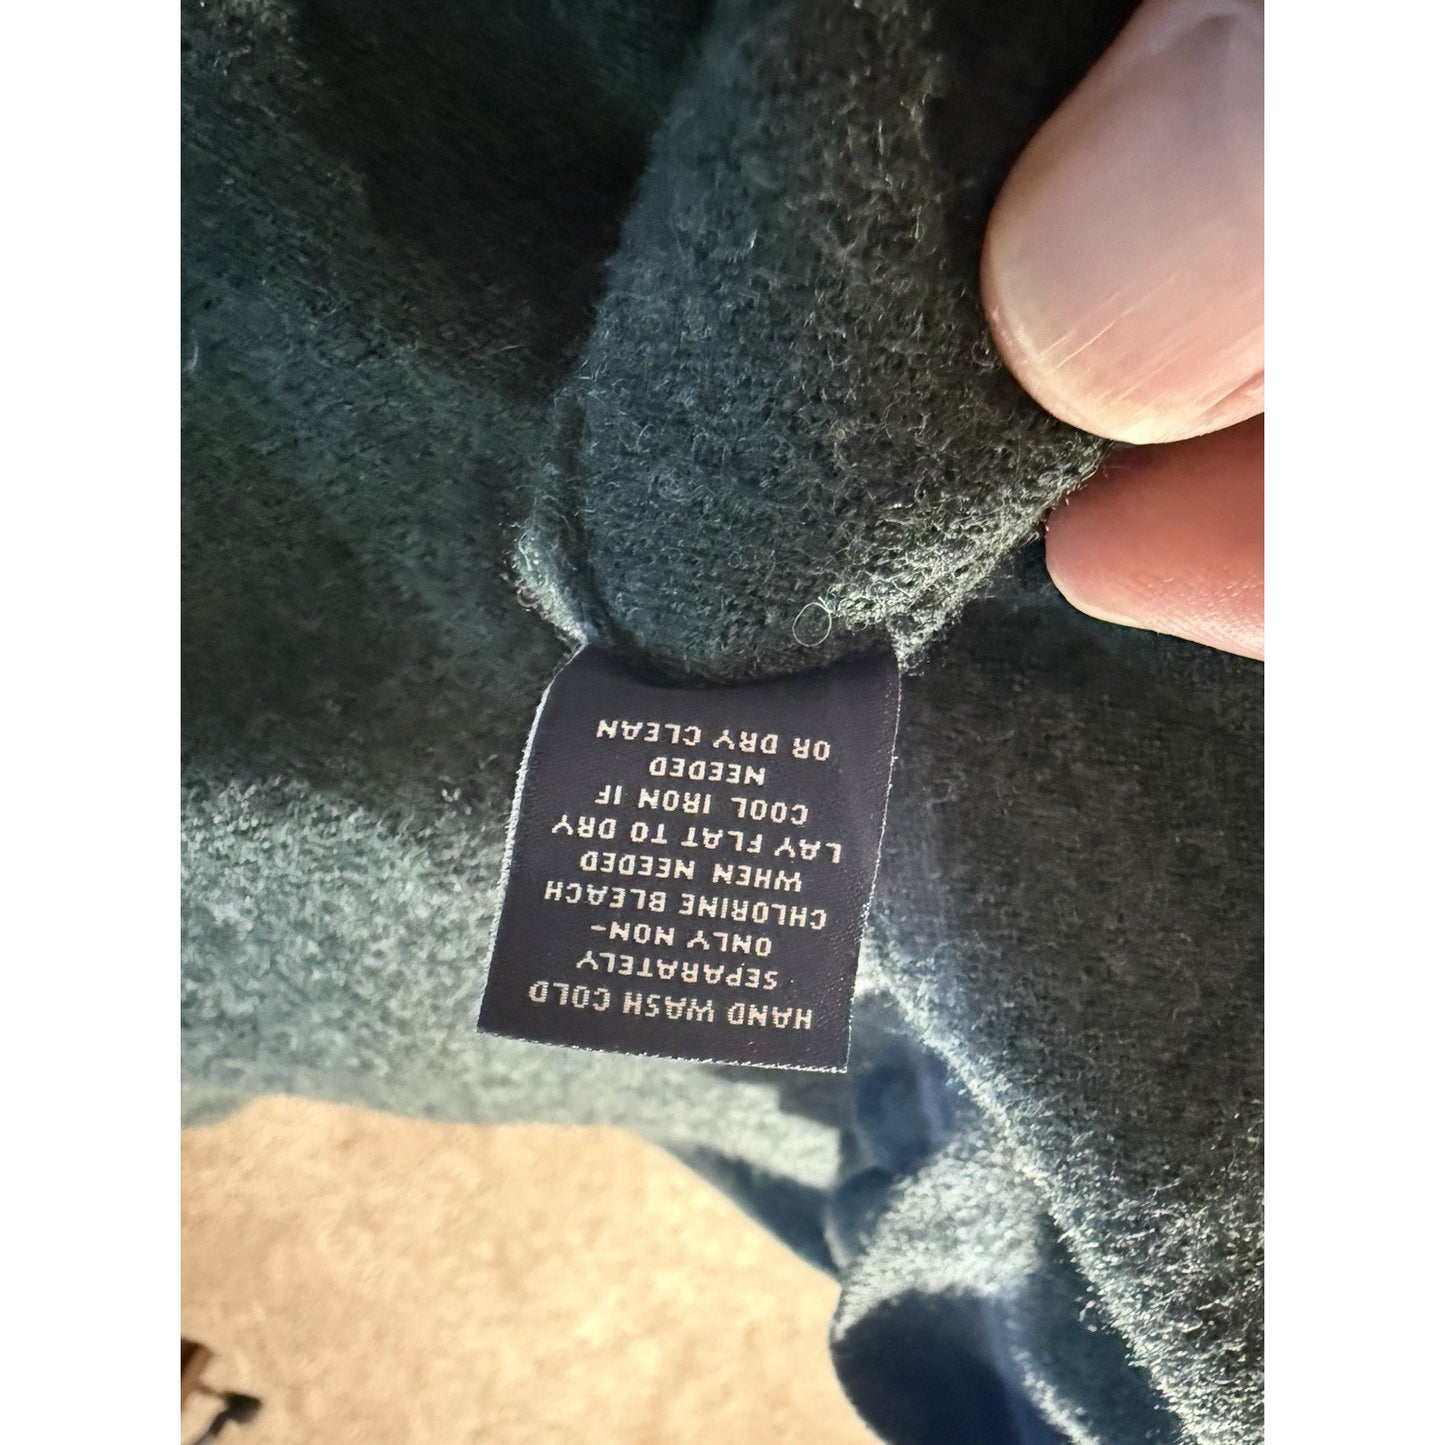 HAND WASH COLD
SEPARATELY
ONLY NON-
CHLORINE BLEACH
WHEN NEEDED
LAY FLAT TO DRY
COOL IRON IF
NEEDED
OR DRY CLEAN